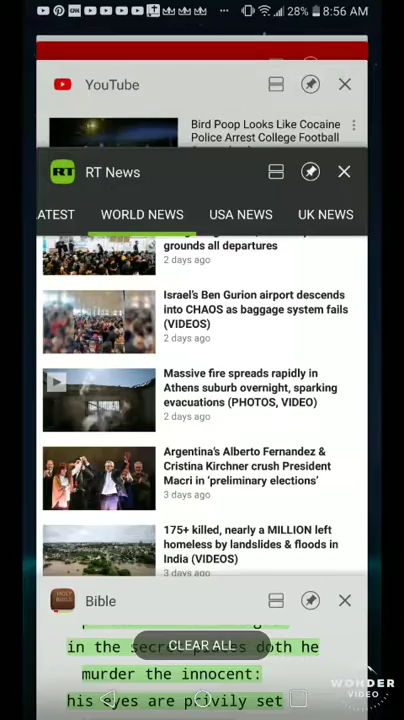 28% 8:56 AM
YouTube
Bird Poop Looks Like Cocaine
Police Arrest College Football
RT RT News
ATEST WORLD NEWS USA NEWS UK NEWS
grounds all departures
2 days ago
Israel's Ben Gurion airport descends
into CHAOS as baggage system fails
(VIDEOS)
2 days ago
Massive fire spreads rapidly in
Athens suburb overnight, sparking
evacuations (PHOTOS, VIDEO)
2 days ago
Argentina's Alberto Fernandez &
Cristina Kirchner crush President
Macri in 'preliminary elections'
3 days ago
175+ killed, nearly a MILLION left
homeless by landslides & floods in
India (VIDEOS)
3 days ago
HOLY BIBLE Bible
in the secret places doth he
CLEAR ALL
murder the innocent:
his eyes are privily set
WONDER
VIDEO